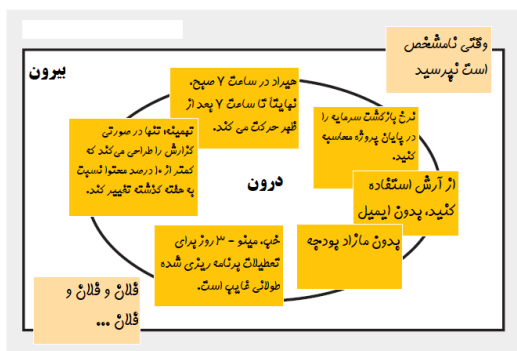 وقتی نامشخص
است نپرسید
بیرون
هیراد در ساعت ۷ صبح.
نهایتاً تا ساعت ۷ بعد از
ظهر حرکت می کند.
نرخ بازگشت سرمایه را
در پایان پروژه محاسبه
کنید.
تهمینه، تنها در صورتی
گزارش را طراحی می کند که
کمتر از ۱۰ درصد محتوا نسبت
به هفته گذشته تغییر کند.
درون
از آرش استفاده
کنید، بدون ایمیل
بدون مازاد بودجه
خب، مینو - ۳ روز برای
تعطیلات برنامه ریزی شده
طولانی غایب است.
فلان و فلان و
فلان ...